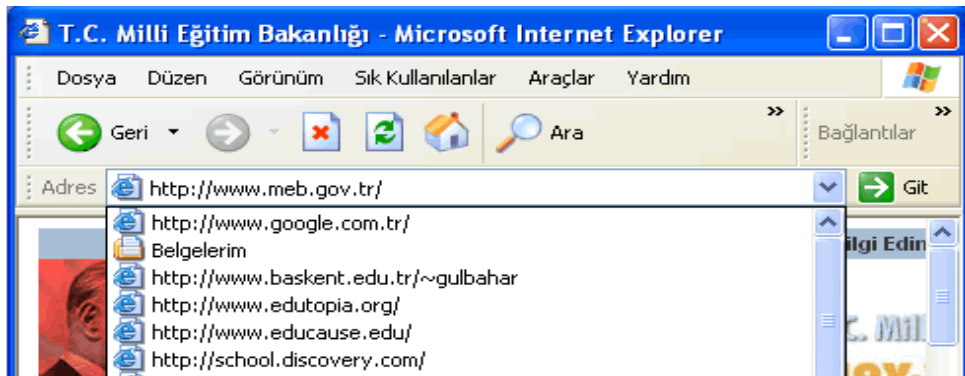 T.C. Milli Eğitim Bakanlığı - Microsoft Internet Explorer
Dosya Düzen Görünüm Sık Kullanılanlar Araçlar Yardım
Geri Ara » Bağlantılar »
Adres http://www.meb.gov.tr/ Git
http://www.google.com.tr/
Belgelerim
http://www.baskent.edu.tr/~gulbahar
http://www.edutopia.org/
http://www.educause.edu/
http://school.discovery.com/